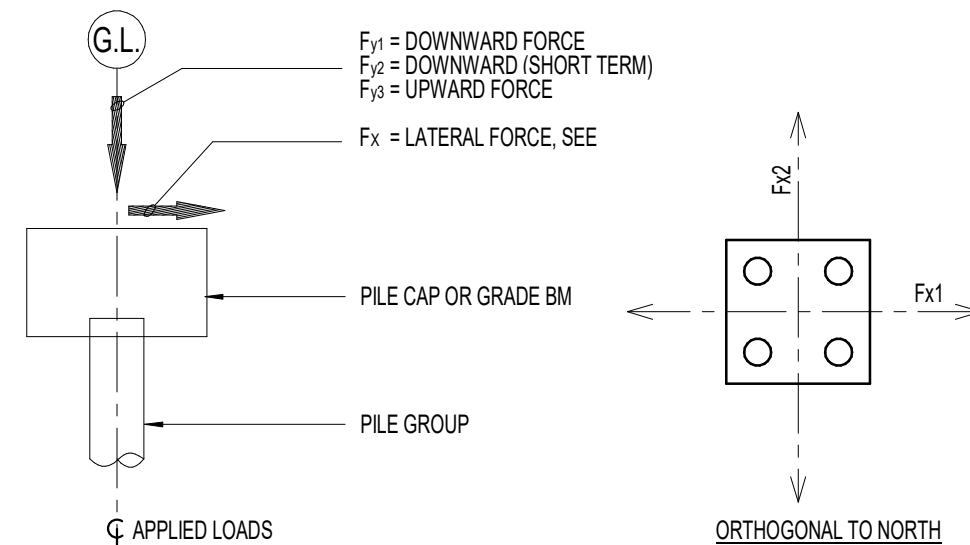 G.L.
Fy1 = DOWNWARD FORCE
Fy2 = DOWNWARD (SHORT TERM)
Fy3 = UPWARD FORCE
Fx = LATERAL FORCE, SEE
PILE CAP OR GRADE BM
PILE GROUP
℄ APPLIED LOADS
Fx2
Fx1
ORTHOGONAL TO NORTH